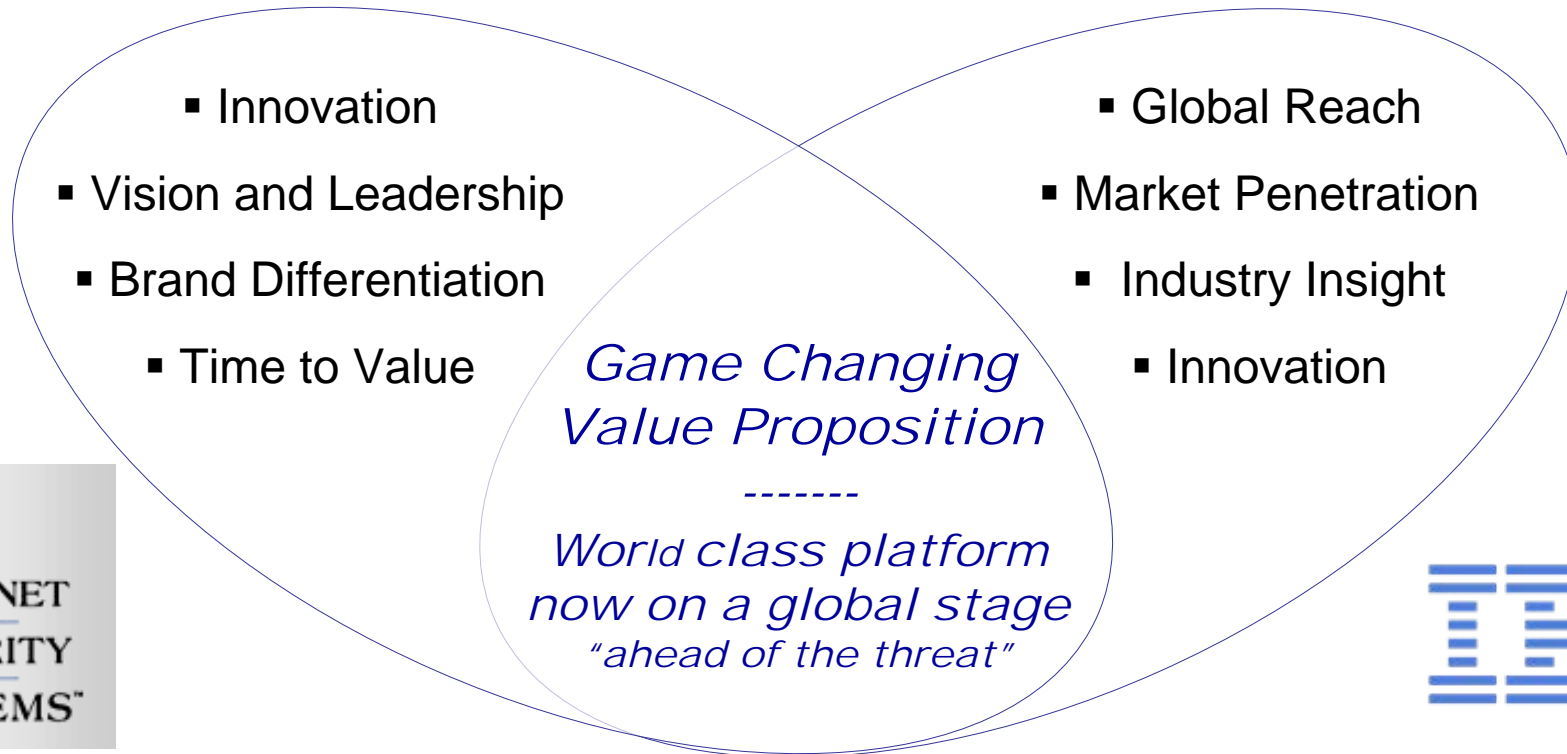 ▪ Innovation
▪ Vision and Leadership
▪ Brand Differentiation
▪ Time to Value
▪ Global Reach
▪ Market Penetration
▪ Industry Insight
▪ Innovation
Game Changing
Value Proposition
-------
World class platform
now on a global stage
“ahead of the threat”
NET
RITY
EMS™